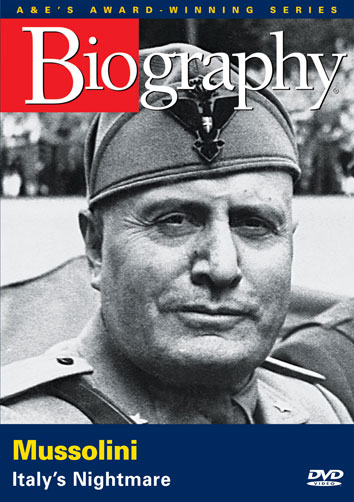 A&E'S AWARD-WINNING SERIES
Biography®
Mussolini
Italy's Nightmare
DVD
VIDEO